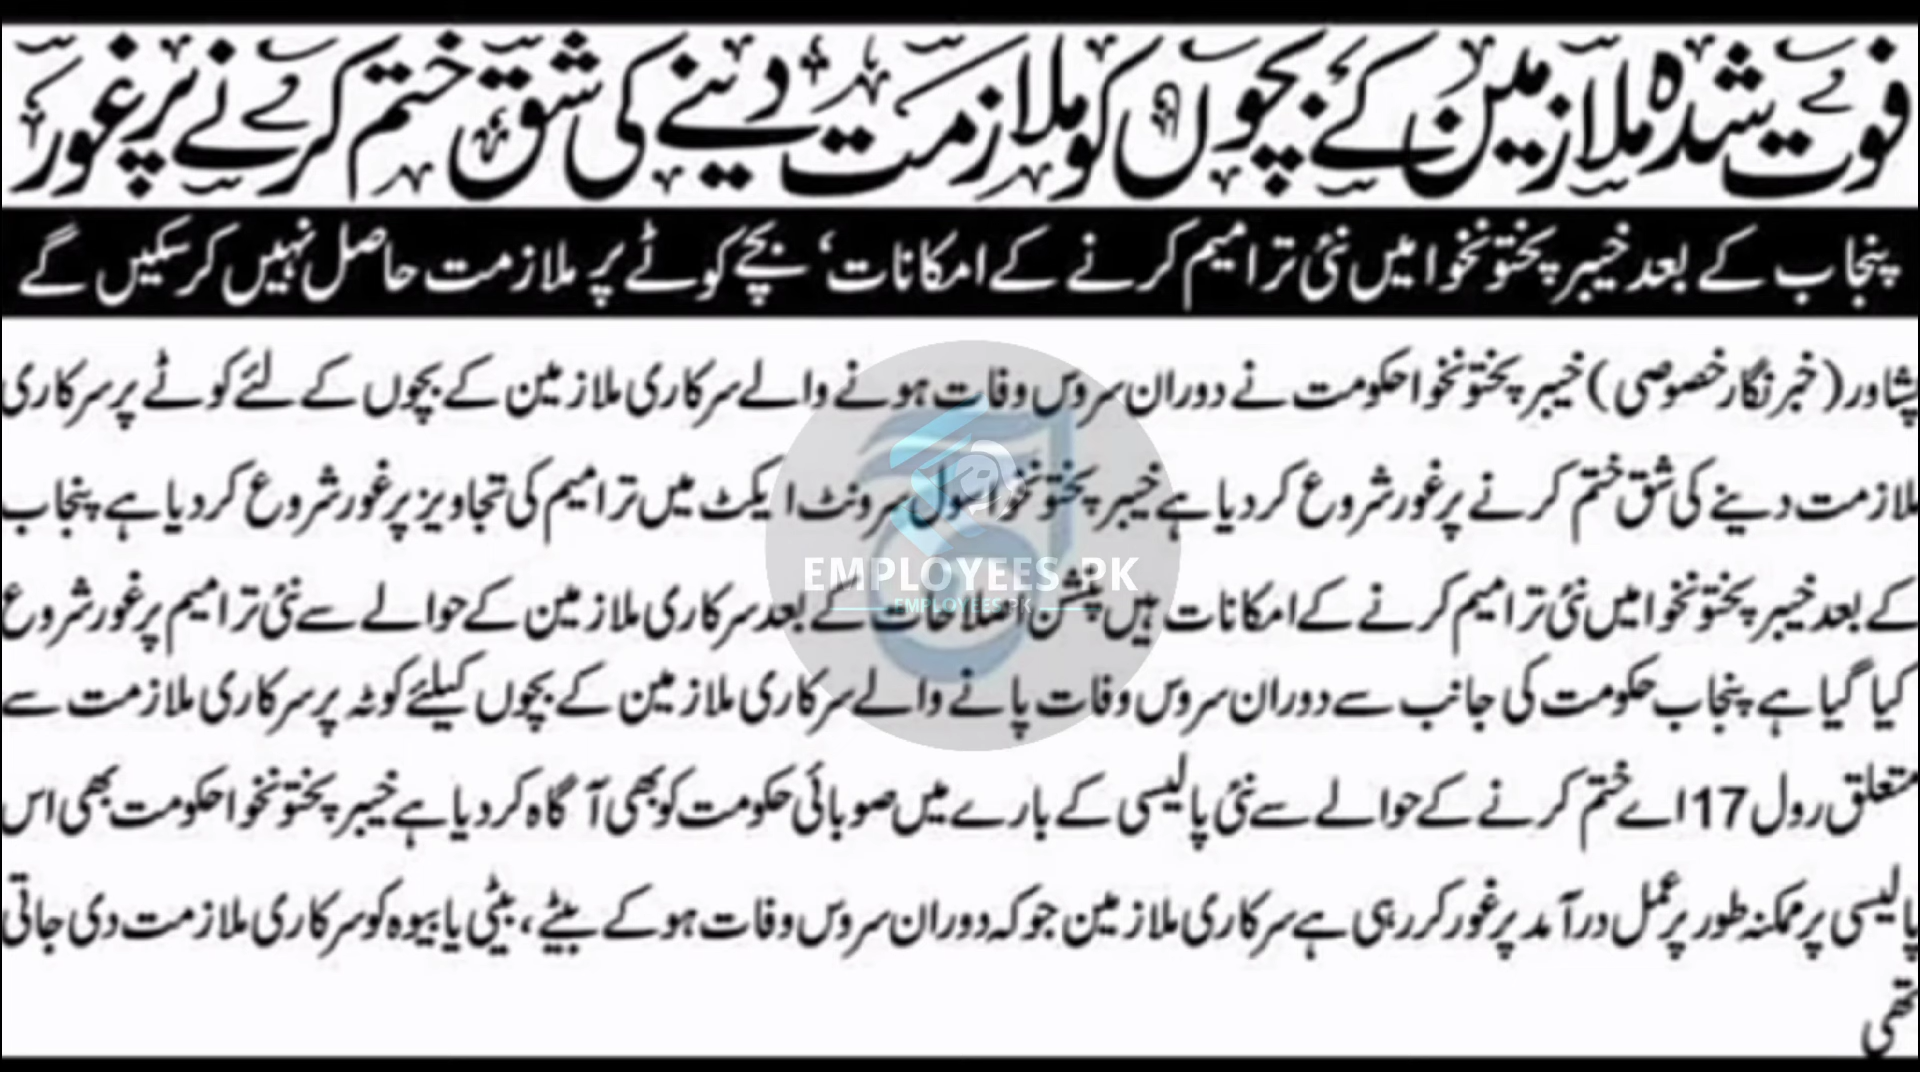 فوت شدہ ملازمین کے بچوں کو ملازمت دینے کی شق ختم کرنے پر غور
پنجاب کے بعد خیبر پختونخوا میں نئی ترامیم کرنے کے امکانات، بچے کوٹے پر ملازمت حاصل نہیں کر سکیں گے
پشاور (خبر نگار خصوصی) خیبر پختونخوا حکومت نے دوران سروس وفات ہونے والے سرکاری ملازمین کے بچوں کے لئے کوٹے پر سرکاری
ملازمت دینے کی شق ختم کرنے پر غور شروع کر دیا ہے خیبر پختونخوا سول سرونٹ ایکٹ میں ترامیم کی تجاویز پر غور شروع کر دیا ہے پنجاب
کے بعد خیبر پختونخوا میں نئی ترامیم کرنے کے امکانات ہیں پنشن اصلاحات کے بعد سرکاری ملازمین کے حوالے سے نئی ترامیم پر غور شروع
کیا گیا ہے پنجاب حکومت کی جانب سے دوران سروس وفات پانے والے سرکاری ملازمین کے بچوں کیلئے کوٹہ پر سرکاری ملازمت سے
متعلق رول 17 اے ختم کرنے کے حوالے سے نئی پالیسی کے بارے میں صوبائی حکومت کو بھی آگاہ کر دیا ہے خیبر پختونخوا حکومت بھی اس
پالیسی پر ممکنہ طور پر عمل درآمد پر غور کر رہی ہے سرکاری ملازمین جو کہ دوران سروس وفات ہو کے بیٹے، بیٹی یا بیوہ کو سرکاری ملازمت دی جاتی
تھی
EMPLOYEES.PK
EMPLOYEES.PK